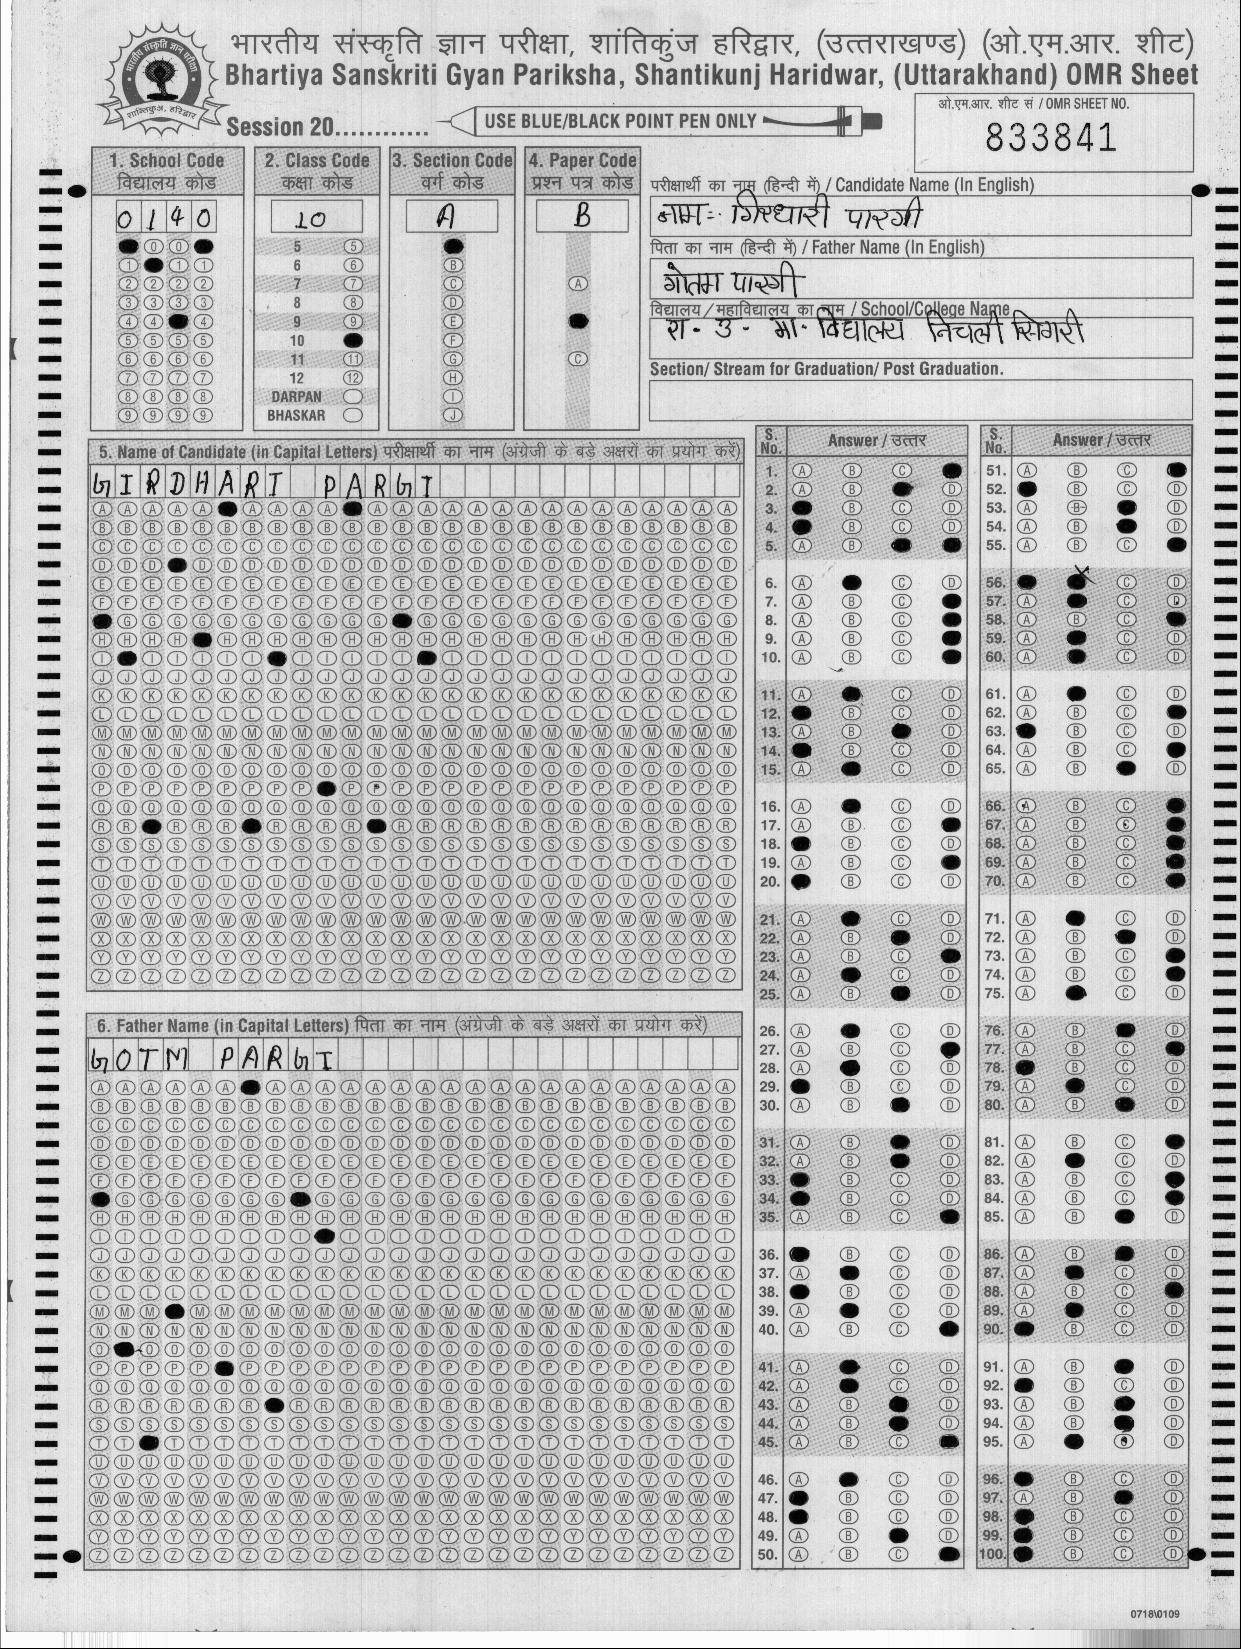 भारतीय संस्कृति ज्ञान परीक्षा, शांतिकुंज हरिद्वार, (उत्तराखण्ड) (ओ.एम.आर. शीट)
Bhartiya Sanskriti Gyan Pariksha, Shantikunj Haridwar, (Uttarakhand) OMR Sheet
Session 20............ USE BLUE/BLACK POINT PEN ONLY
ओ.एम.आर. शीट सं / OMR SHEET NO.
833841
1. School Code
विद्यालय कोड
0140
2. Class Code
कक्षा कोड
10
5
6
7
8
9
10
11
12
DARPAN
BHASKAR
3. Section Code
वर्ग कोड
A
4. Paper Code
प्रश्न पत्र कोड
B
परीक्षार्थी का नाम (हिन्दी में) / Candidate Name (In English)
नाम:- गिरधारी पारगी
पिता का नाम (हिन्दी में) / Father Name (In English)
गोतम पारगी
विद्यालय / महाविद्यालय का नाम / School/College Name
रा. उ - मा. विद्यालय निचली सिगरी
Section/ Stream for Graduation/ Post Graduation.
5. Name of Candidate (in Capital Letters) परीक्षार्थी का नाम (अंग्रेजी के बड़े अक्षरों का प्रयोग करें)
GIRDHARI PARGI
6. Father Name (in Capital Letters) पिता का नाम (अंग्रेजी के बड़े अक्षरों का प्रयोग करें)
GOTM PARGI
S. No. Answer / उत्तर
S. No. Answer / उत्तर
0718\0109